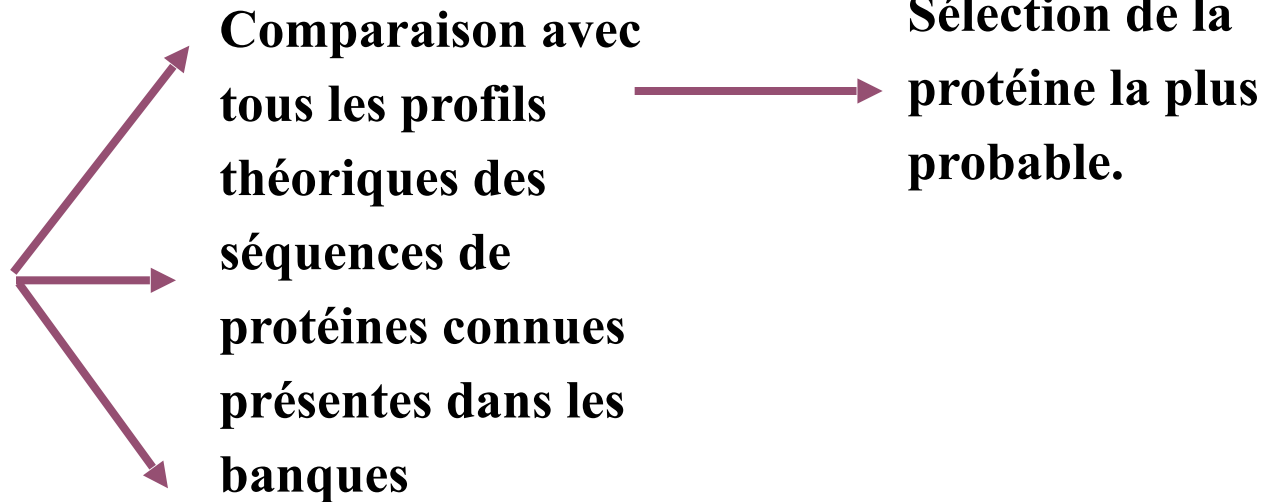 Comparaison avec
tous les profils
théoriques des
séquences de
protéines connues
présentes dans les
banques
Sélection de la
protéine la plus
probable.